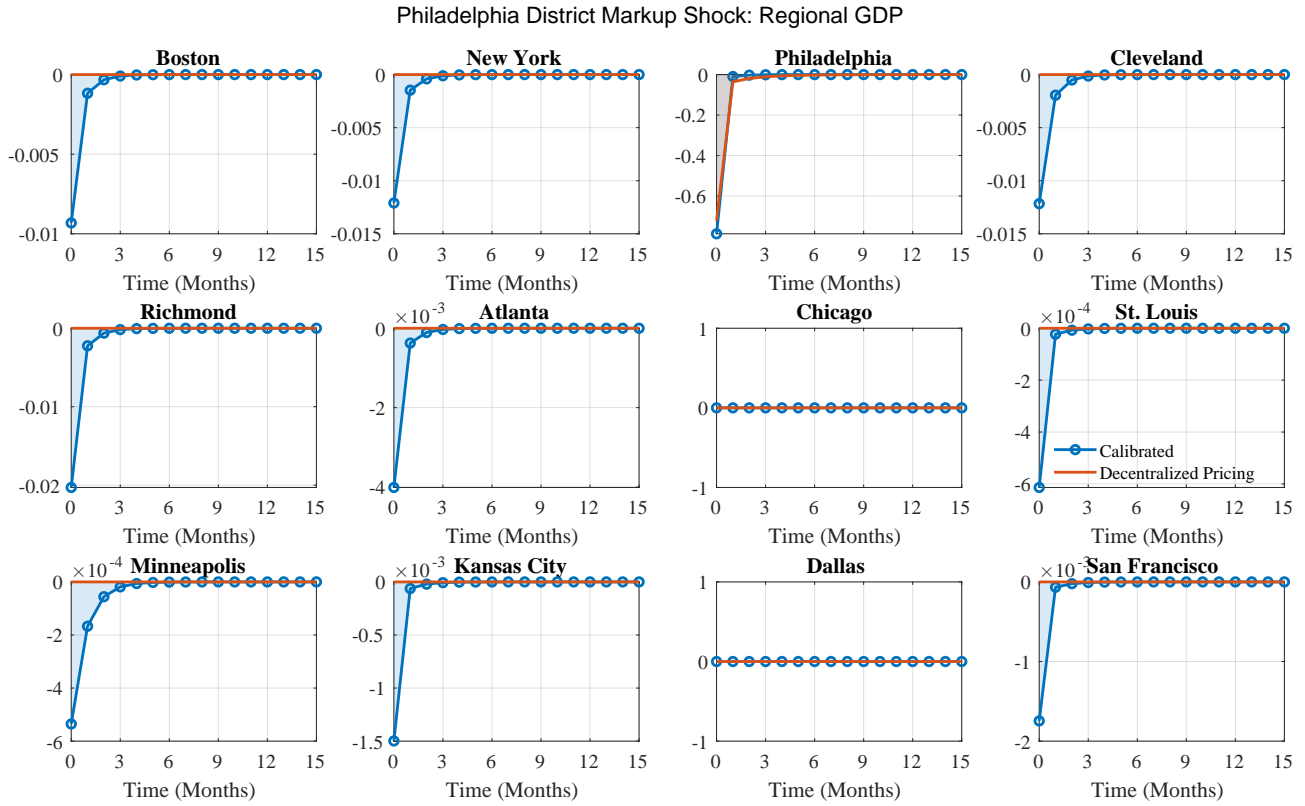 Philadelphia District Markup Shock: Regional GDP
Boston
0
-0.005
-0.01
0 3 6 9 12 15
Time (Months)
New York
0
-0.005
-0.01
-0.015
0 3 6 9 12 15
Time (Months)
Philadelphia
0
-0.2
-0.4
-0.6
0 3 6 9 12 15
Time (Months)
Cleveland
0
-0.005
-0.01
-0.015
0 3 6 9 12 15
Time (Months)
Richmond
0
-0.01
-0.02
0 3 6 9 12 15
Time (Months)
×10⁻³ Atlanta
0
-2
-4
0 3 6 9 12 15
Time (Months)
Chicago
1
0
-1
0 3 6 9 12 15
Time (Months)
×10⁻⁴ St. Louis
0
-2
-4
-6
Calibrated
Decentralized Pricing
0 3 6 9 12 15
Time (Months)
×10⁻⁴ Minneapolis
0
-2
-4
-6
0 3 6 9 12 15
Time (Months)
×10⁻³ Kansas City
0
-0.5
-1
-1.5
0 3 6 9 12 15
Time (Months)
Dallas
1
0
-1
0 3 6 9 12 15
Time (Months)
×10⁻³ San Francisco
0
-1
-2
0 3 6 9 12 15
Time (Months)